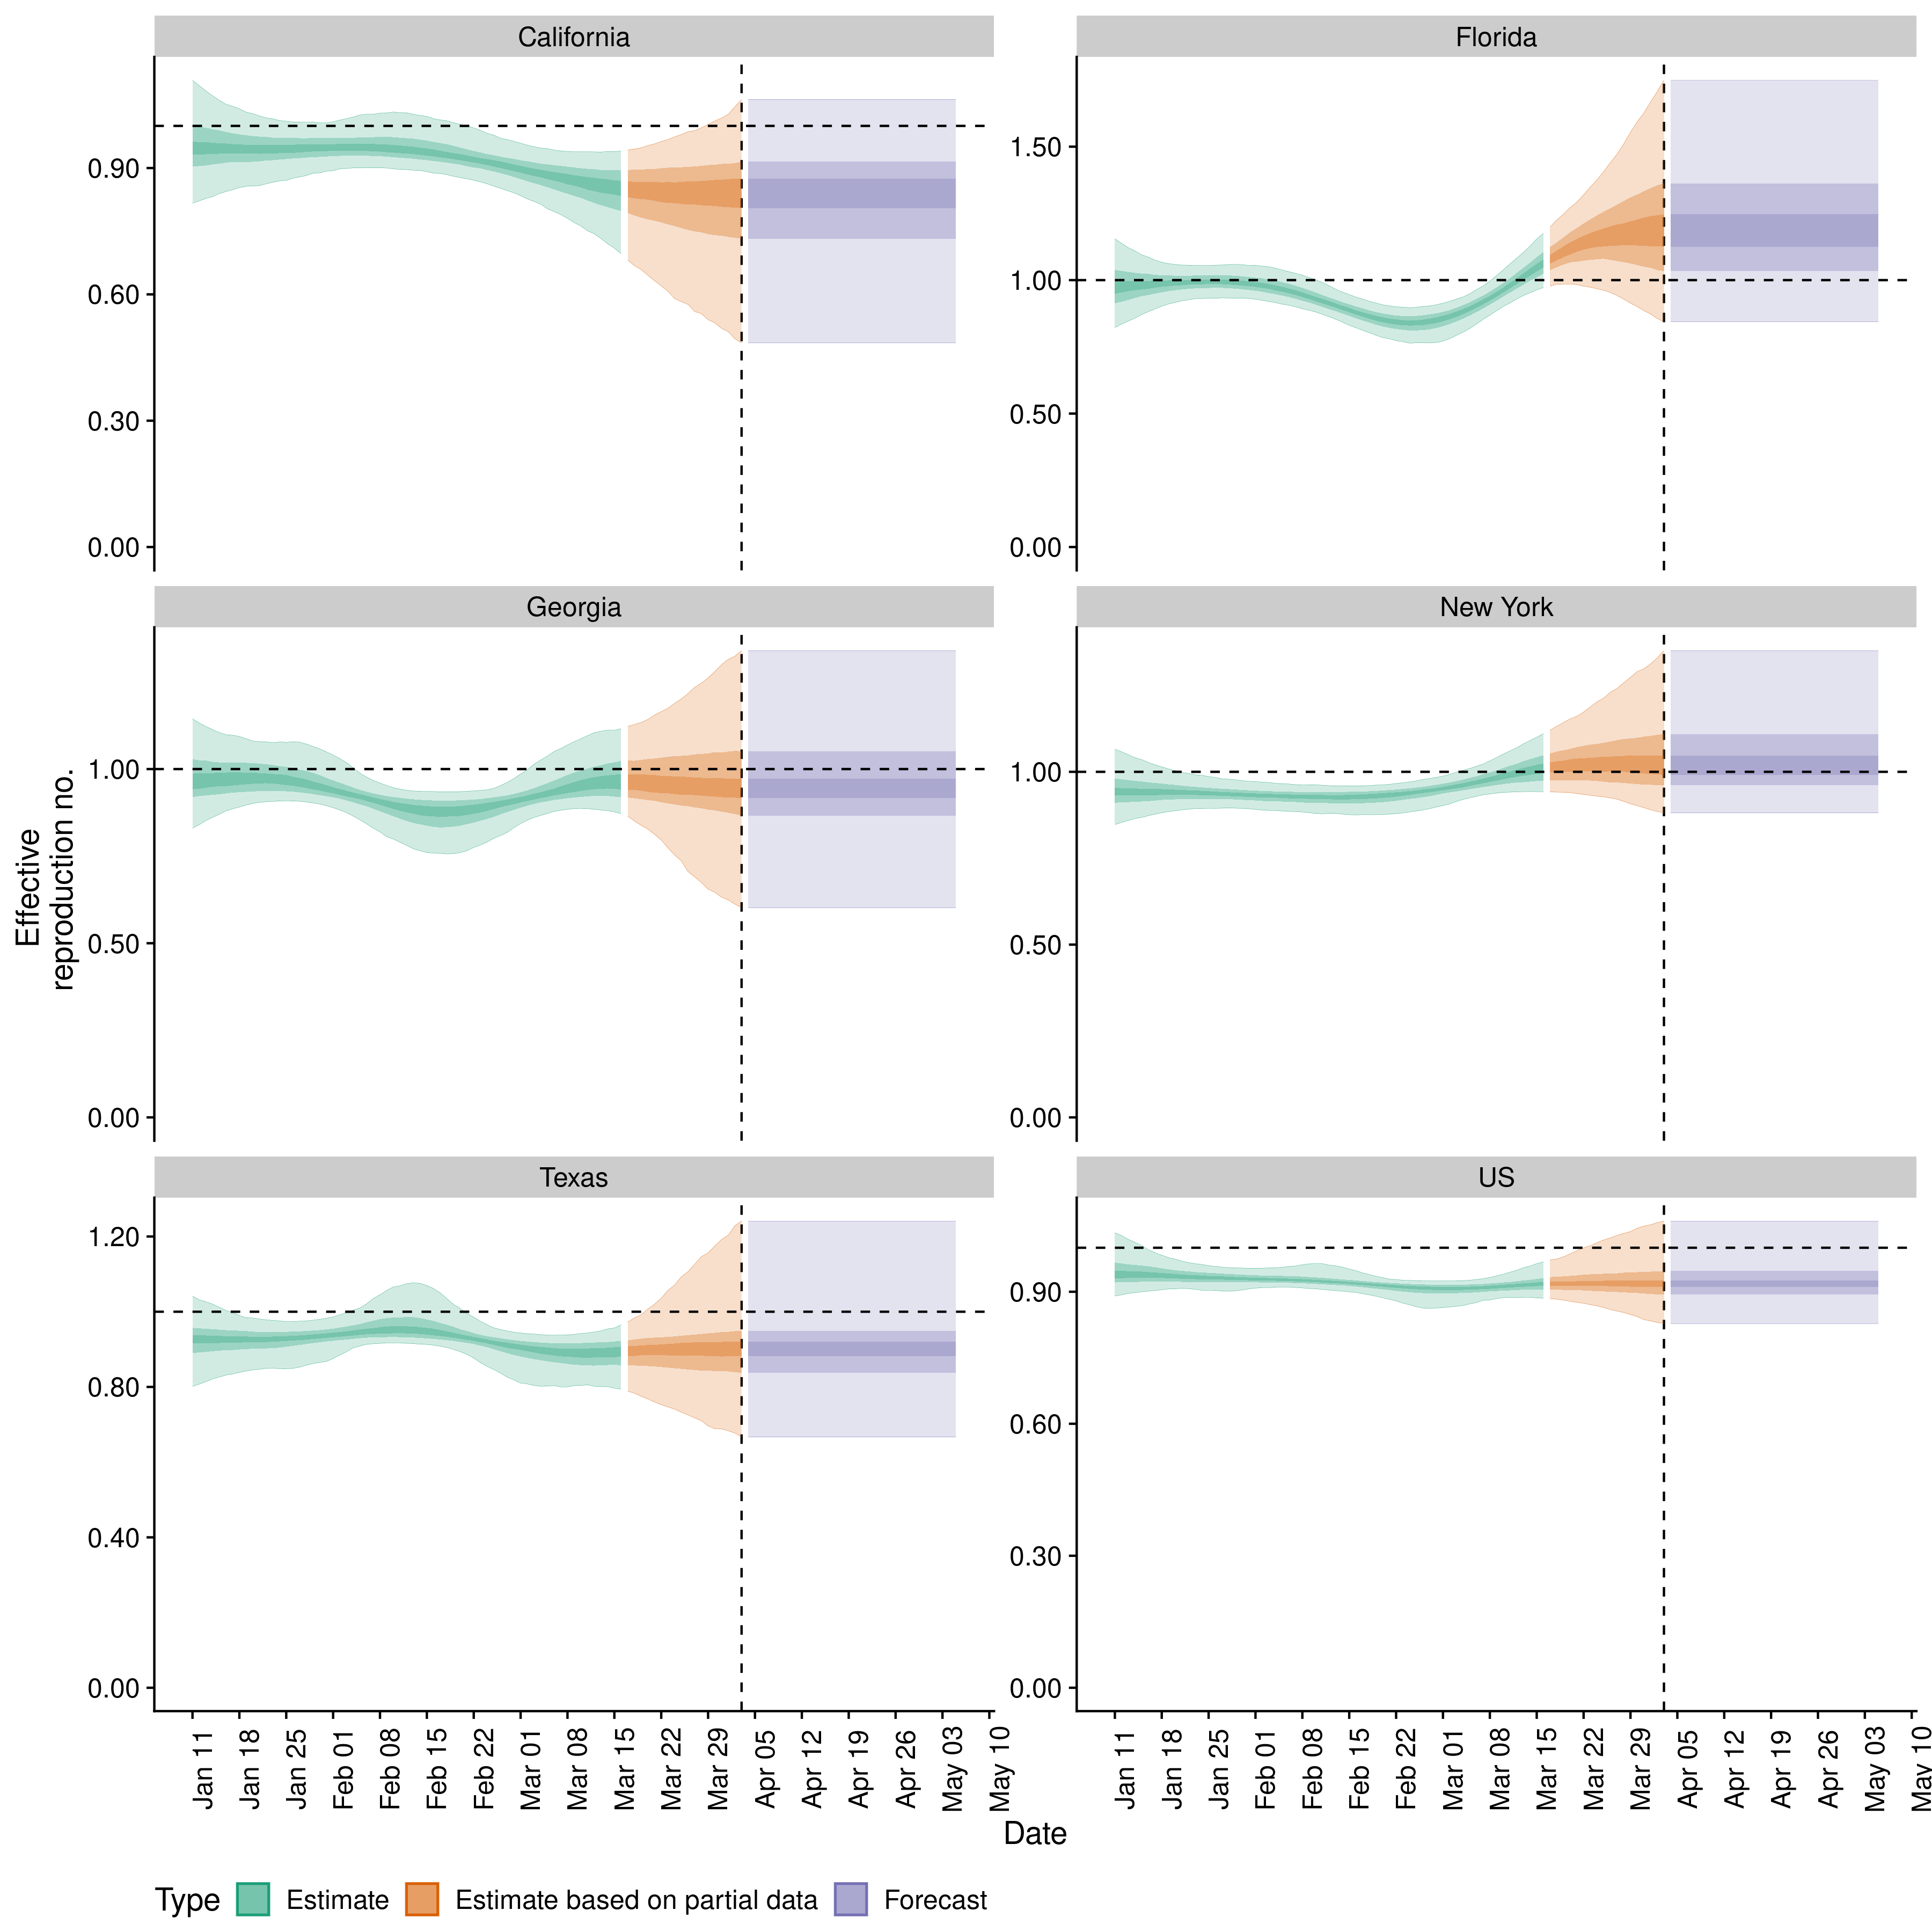 California
Florida
0.90
0.60
0.30
0.00
1.50
1.00
0.50
0.00
Georgia
New York
Effective
reproduction no.
1.00
0.50
0.00
1.00
0.50
0.00
Texas
US
1.20
0.80
0.40
0.00
0.90
0.60
0.30
0.00
Jan 11
Jan 18
Jan 25
Feb 01
Feb 08
Feb 15
Feb 22
Mar 01
Mar 08
Mar 15
Mar 22
Mar 29
Apr 05
Apr 12
Apr 19
Apr 26
May 03
May 10
Jan 11
Jan 18
Jan 25
Feb 01
Feb 08
Feb 15
Feb 22
Mar 01
Mar 08
Mar 15
Mar 22
Mar 29
Apr 05
Apr 12
Apr 19
Apr 26
May 03
May 10
Date
Type Estimate Estimate based on partial data Forecast